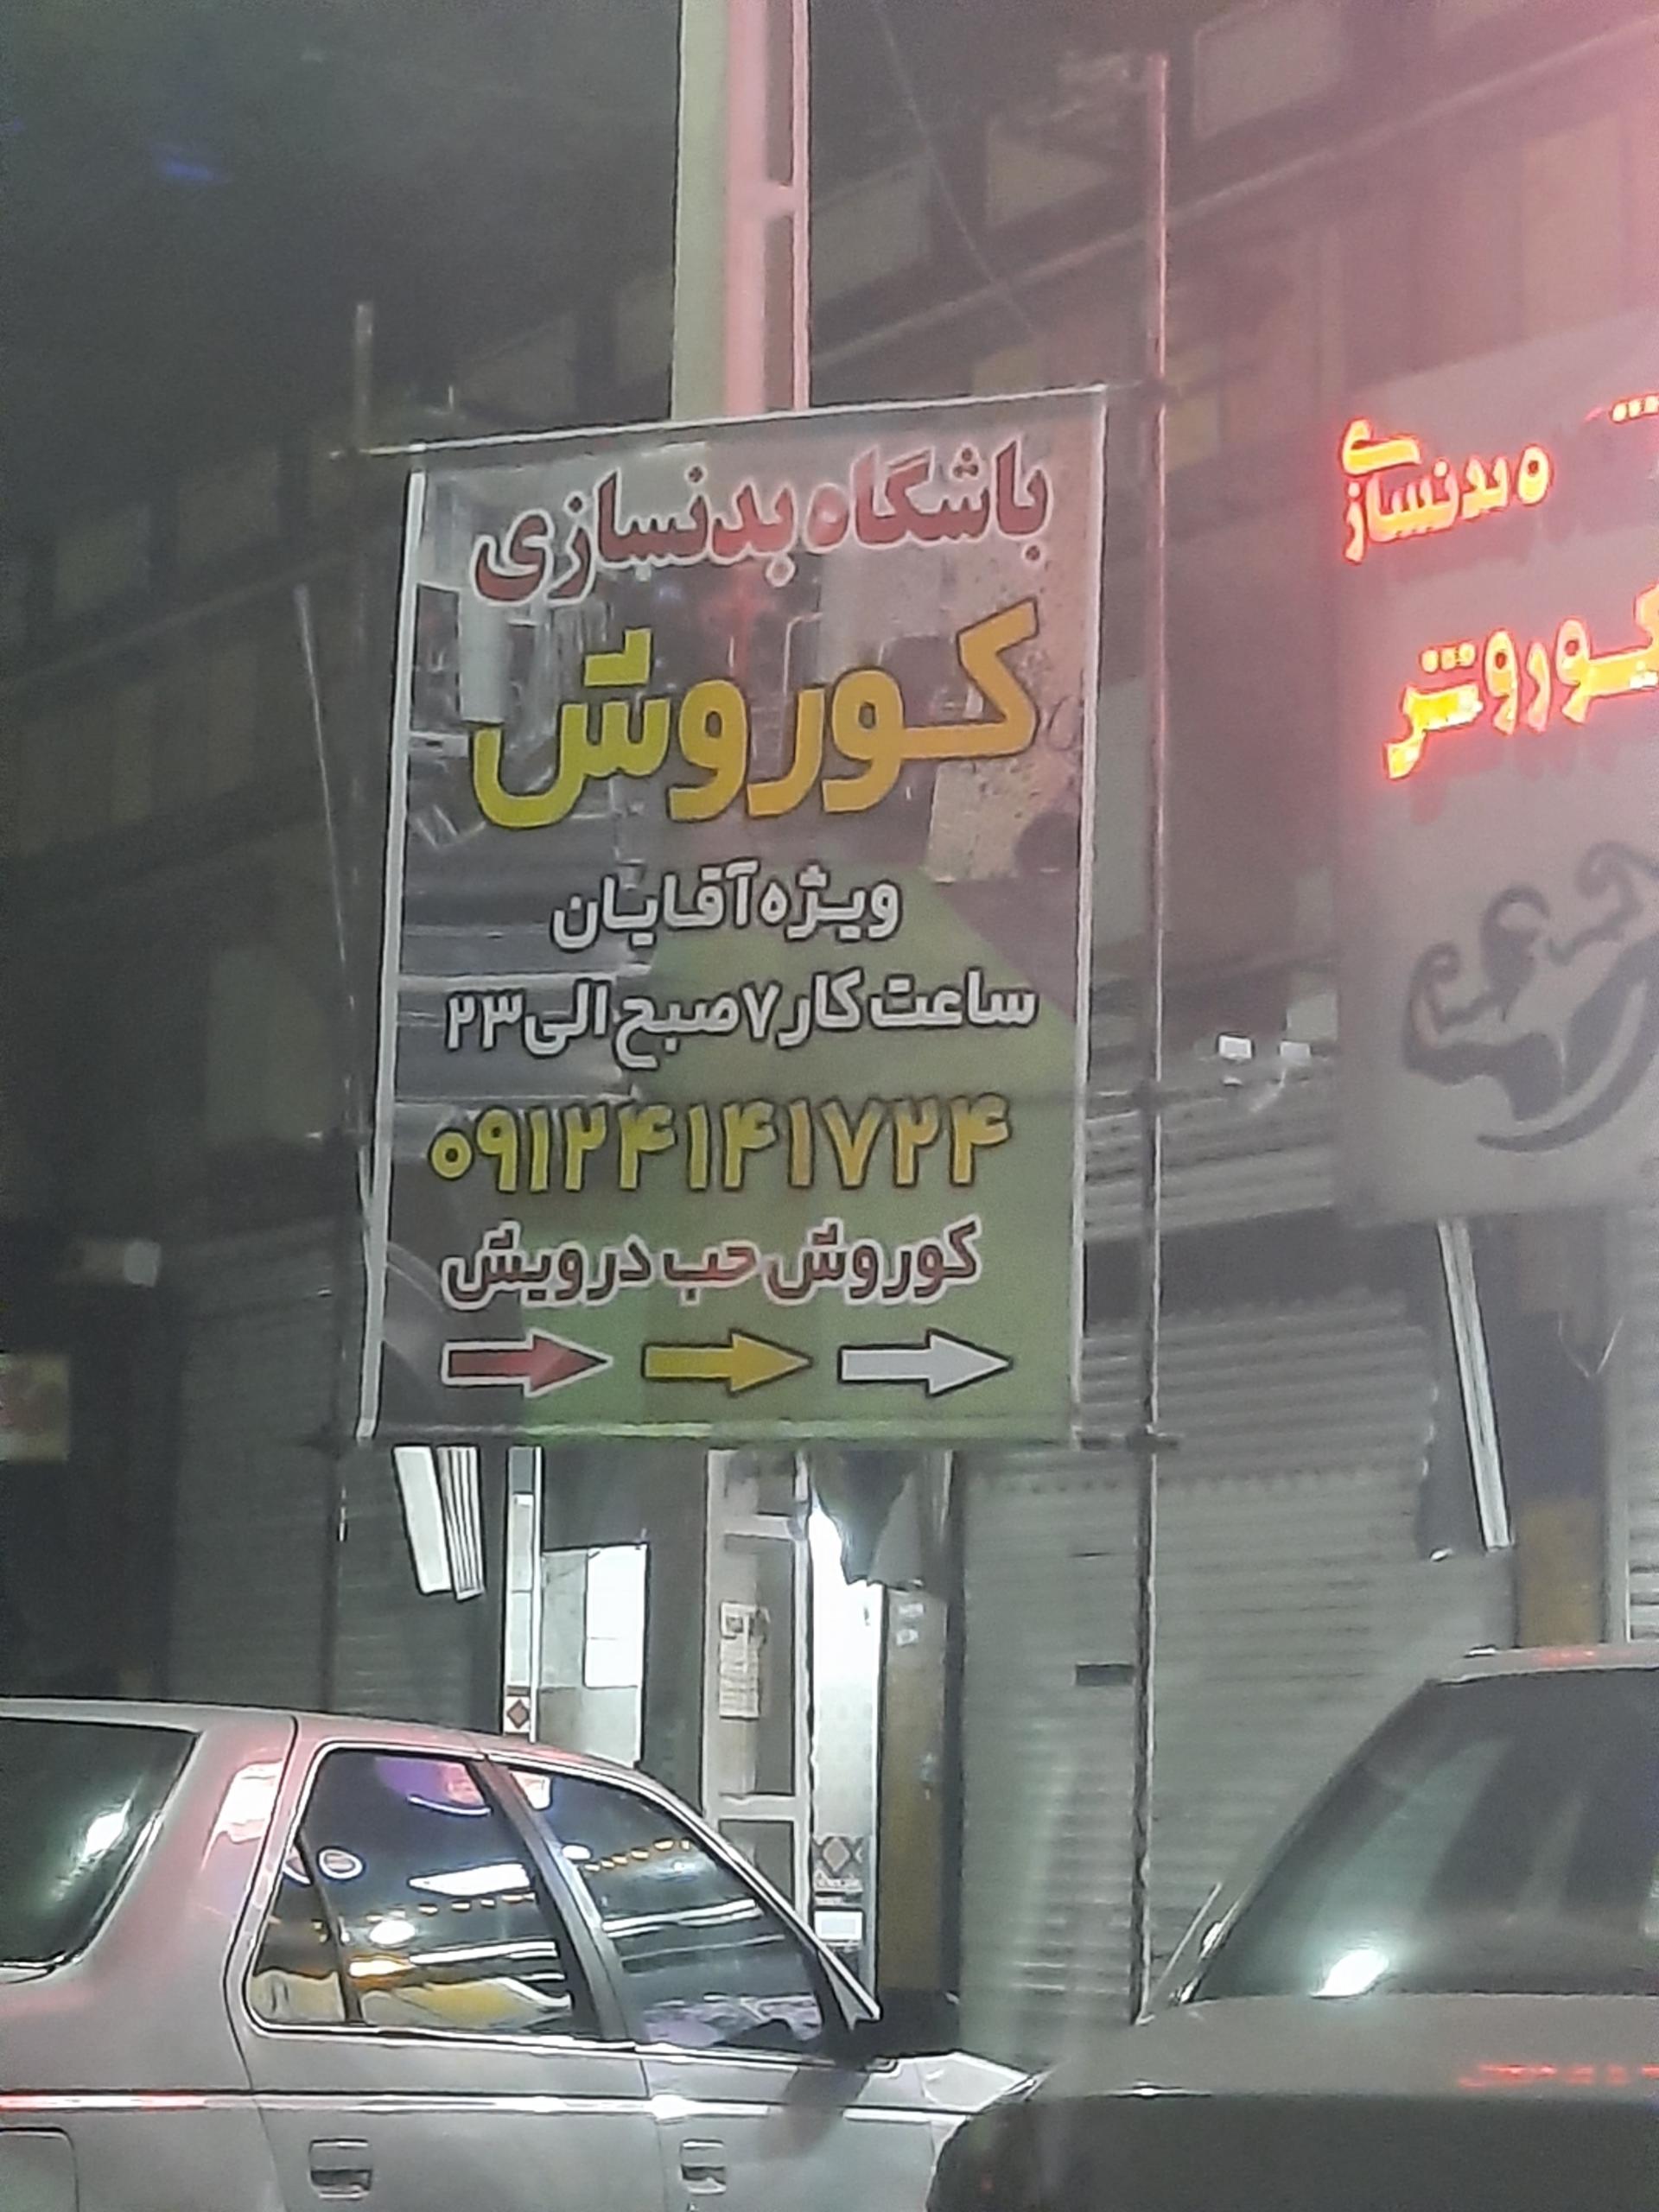 باشگاه بدنسازی
کوروش
ویژه آقایان
ساعت کار ۷ صبح الی ۲۳
۰۹۱۲۴۱۴۱۷۲۴
کوروش حب درویش
ه بدنسازی
کوروش